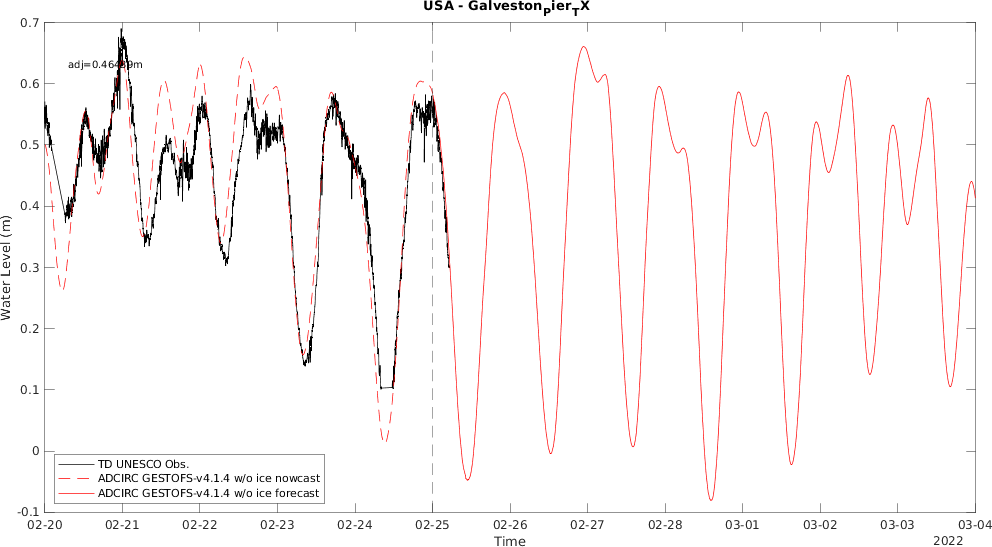 USA - Galveston_Pier_TX
0.7
0.6
0.5
0.4
0.3
0.2
0.1
0
-0.1
Water Level (m)
TD UNESCO Obs.
ADCIRC GESTOFS-v4.1.4 w/o ice nowcast
ADCIRC GESTOFS-v4.1.4 w/o ice forecast
02-20 02-21 02-22 02-23 02-24 02-25 02-26 02-27 02-28 03-01 03-02 03-03 03-04
Time
2022